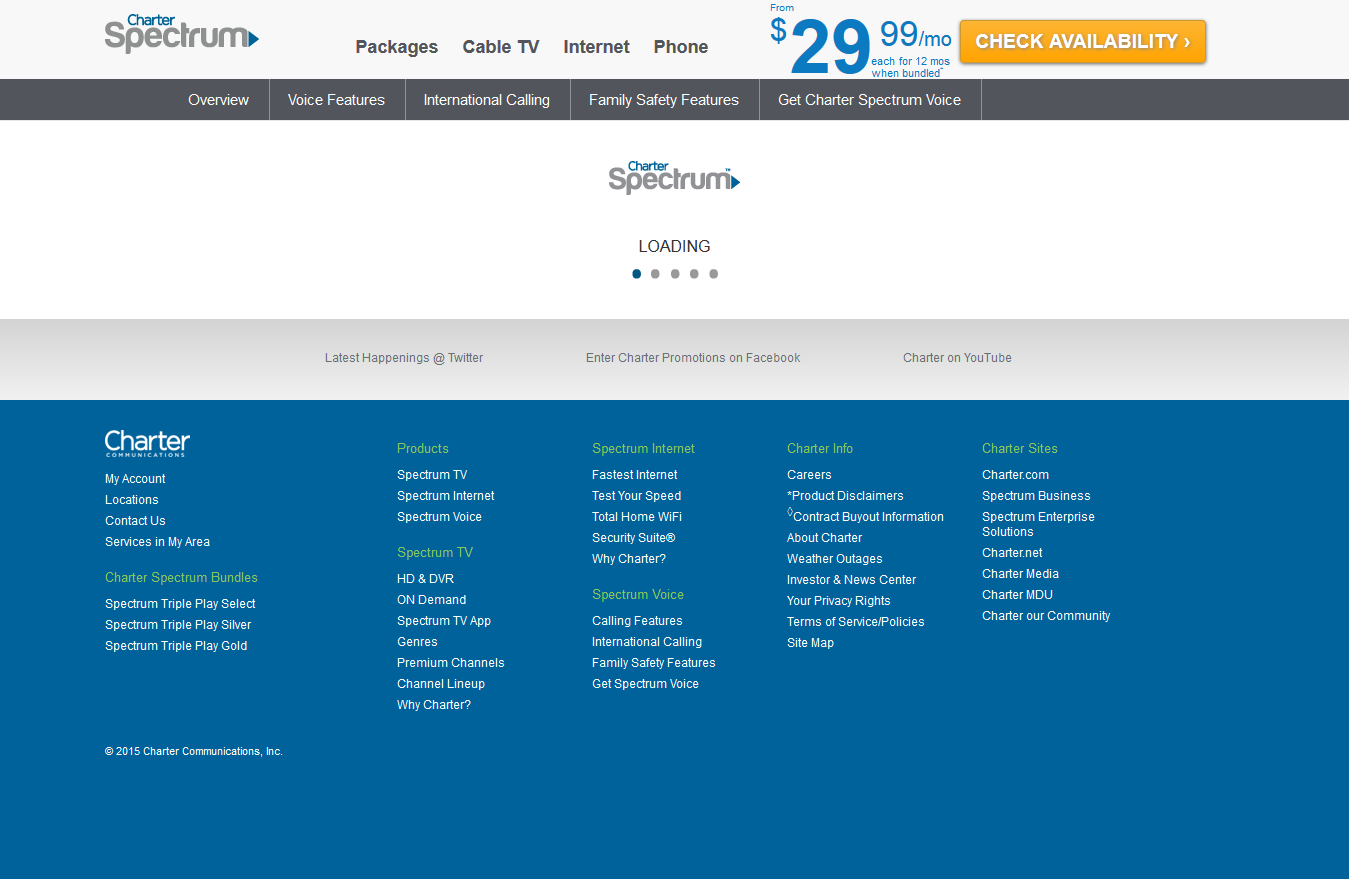 Charter
Spectrum
Packages Cable TV Internet Phone
From
$29 99/mo
each for 12 mos
when bundled^
CHECK AVAILABILITY ›
Overview Voice Features International Calling Family Safety Features Get Charter Spectrum Voice
Charter
Spectrum™
LOADING
Latest Happenings @ Twitter Enter Charter Promotions on Facebook Charter on YouTube
Charter
COMMUNICATIONS
My Account
Locations
Contact Us
Services in My Area
Charter Spectrum Bundles
Spectrum Triple Play Select
Spectrum Triple Play Silver
Spectrum Triple Play Gold
Products
Spectrum TV
Spectrum Internet
Spectrum Voice
Spectrum TV
HD & DVR
ON Demand
Spectrum TV App
Genres
Premium Channels
Channel Lineup
Why Charter?
Spectrum Internet
Fastest Internet
Test Your Speed
Total Home WiFi
Security Suite®
Why Charter?
Spectrum Voice
Calling Features
International Calling
Family Safety Features
Get Spectrum Voice
Charter Info
Careers
*Product Disclaimers
◊Contract Buyout Information
About Charter
Weather Outages
Investor & News Center
Your Privacy Rights
Terms of Service/Policies
Site Map
Charter Sites
Charter.com
Spectrum Business
Spectrum Enterprise
Solutions
Charter.net
Charter Media
Charter MDU
Charter our Community
© 2015 Charter Communications, Inc.